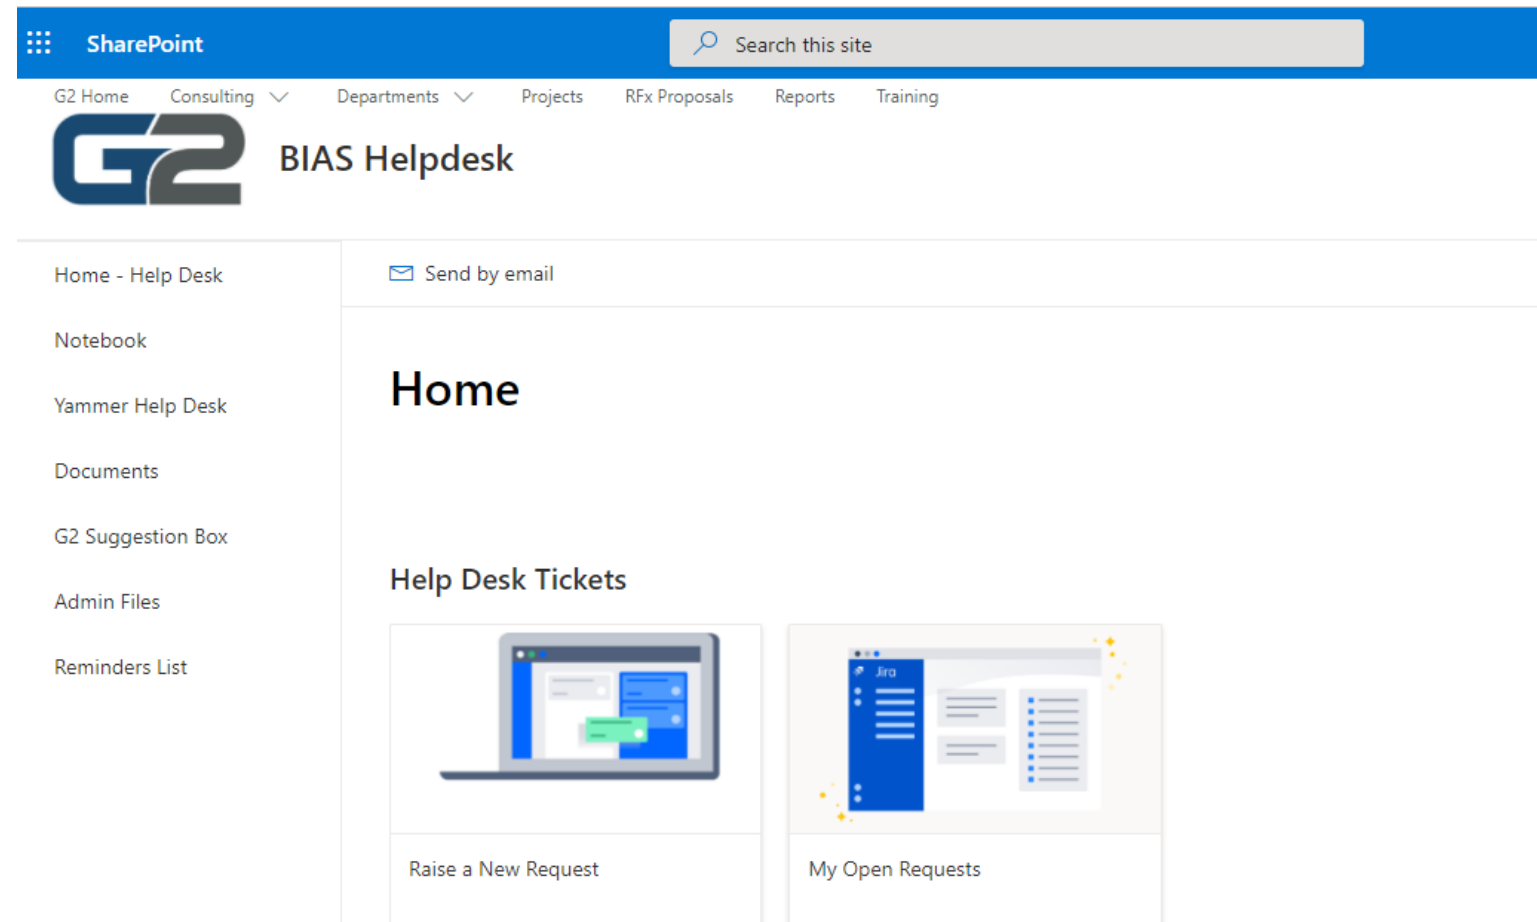 SharePoint
Search this site
G2 Home Consulting Departments Projects RFx Proposals Reports Training
G2
BIAS Helpdesk
Home - Help Desk
Notebook
Yammer Help Desk
Documents
G2 Suggestion Box
Admin Files
Reminders List
Send by email
Home
Help Desk Tickets
Jira
Raise a New Request
My Open Requests